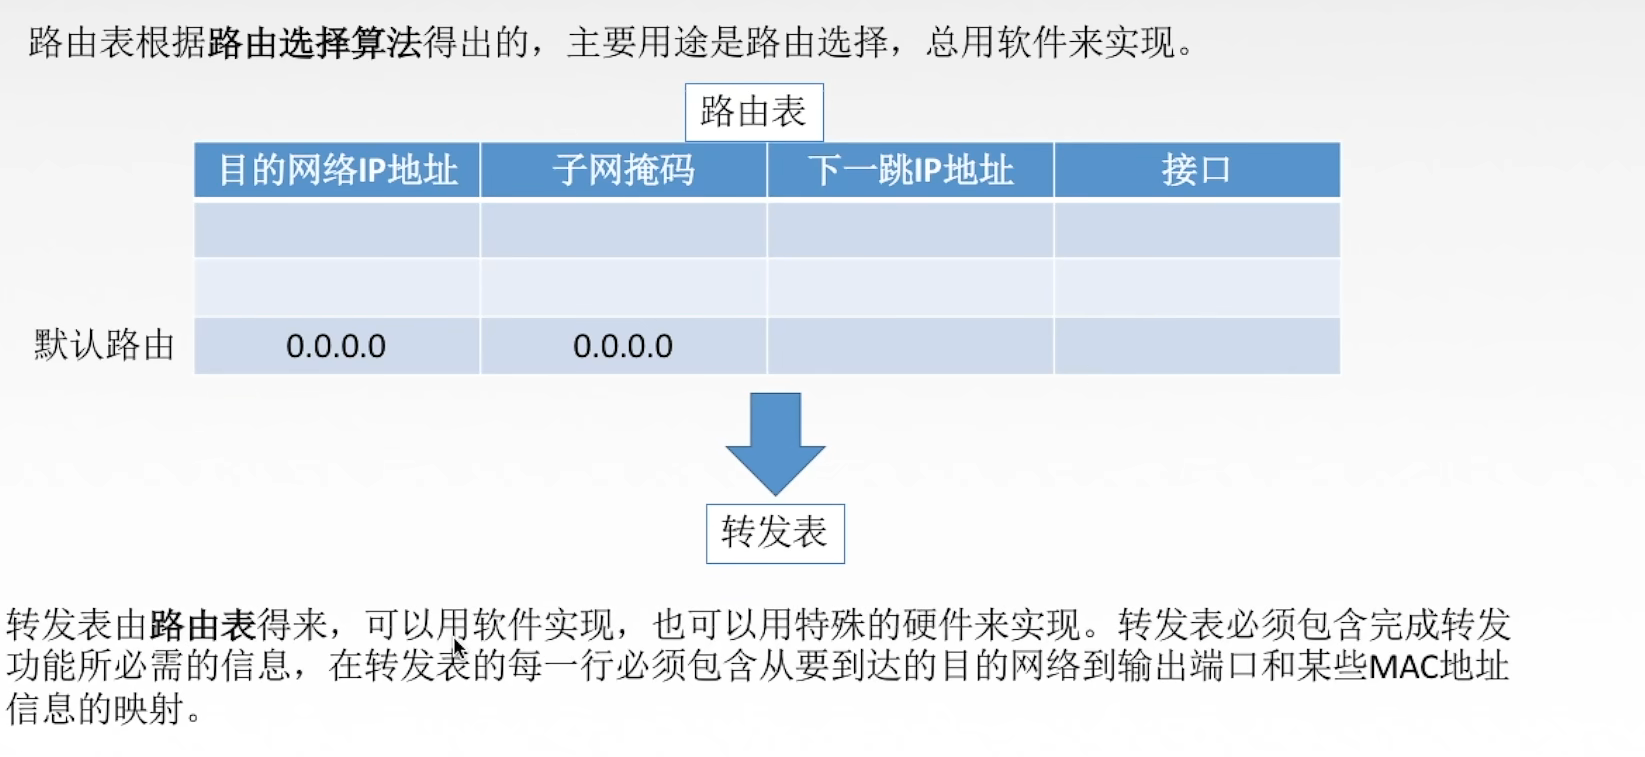 路由表根据路由选择算法得出的，主要用途是路由选择，总用软件来实现。
路由表
目的网络IP地址 子网掩码 下一跳IP地址 接口
默认路由 0.0.0.0 0.0.0.0
转发表
转发表由路由表得来，可以用软件实现，也可以用特殊的硬件来实现。转发表必须包含完成转发
功能所必需的信息，在转发表的每一行必须包含从要到达的目的网络到输出端口和某些MAC地址
信息的映射。